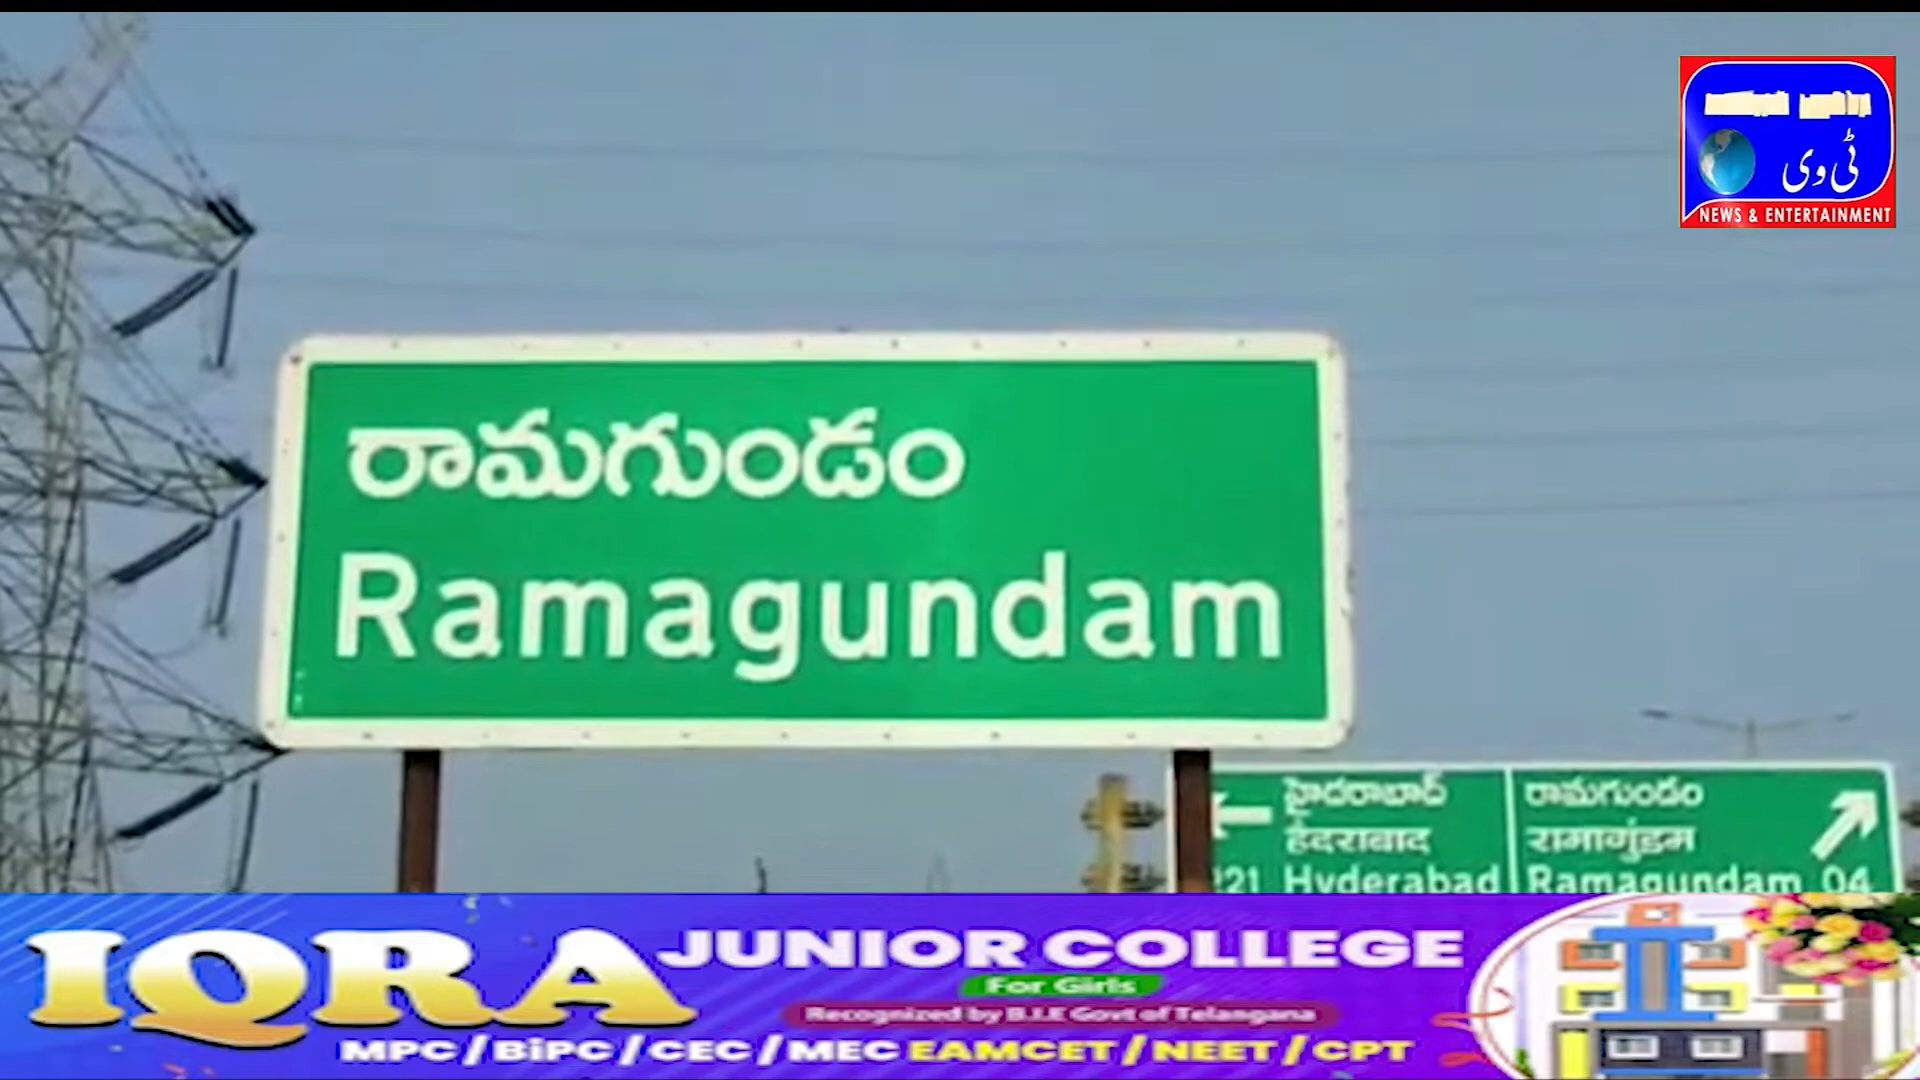 ٹی وی
NEWS & ENTERTAINMENT
రామగుండం
Ramagundam
హైదరాబాద్
हैदराबाद
221 Hyderabad
రామగుండం
रामागुंडम
Ramagundam 04
IQRA JUNIOR COLLEGE
For Girls
Recognized by B.I.E Govt of Telangana
MPC / BiPC / CEC / MEC EAMCET / NEET / CPT